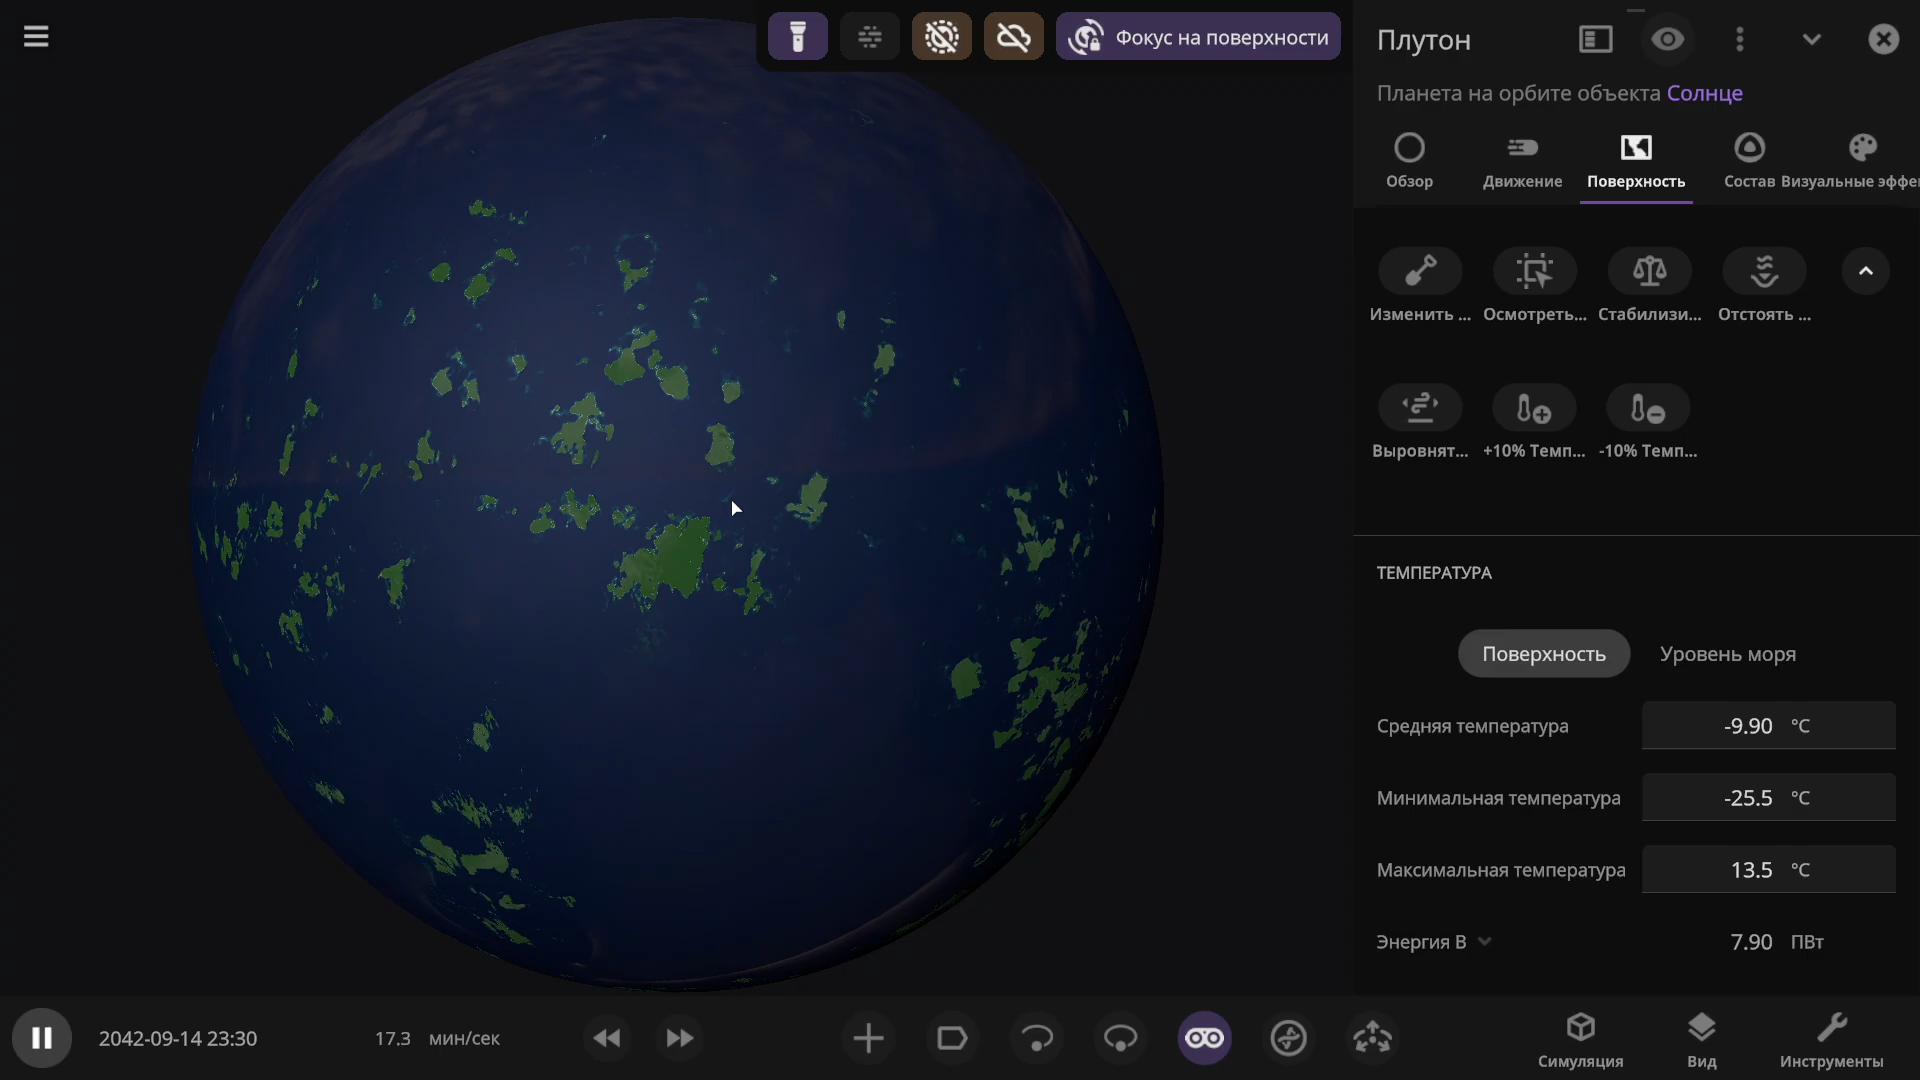 Фокус на поверхности
Плутон
Планета на орбите объекта Солнце
Обзор
Движение
Поверхность
Состав
Визуальные эффе
Изменить ...
Осмотреть...
Стабилизи...
Отстоять ...
Выровнят...
+10% Темп...
-10% Темп...
ТЕМПЕРАТУРА
Поверхность
Уровень моря
Средняя температура -9.90 °C
Минимальная температура -25.5 °C
Максимальная температура 13.5 °C
Энергия В 7.90 ПВт
2042-09-14 23:30
17.3 мин/сек
Симуляция
Вид
Инструменты